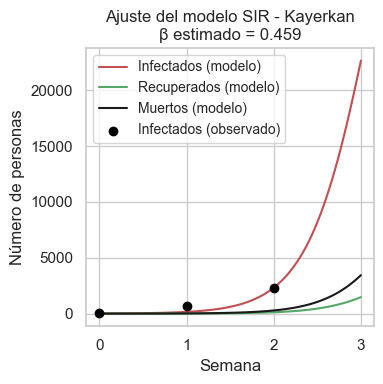 Ajuste del modelo SIR - Kayerkan
β estimado = 0.459
Infectados (modelo)
Recuperados (modelo)
Muertos (modelo)
Infectados (observado)
Número de personas
20000
15000
10000
5000
0
0 1 2 3
Semana